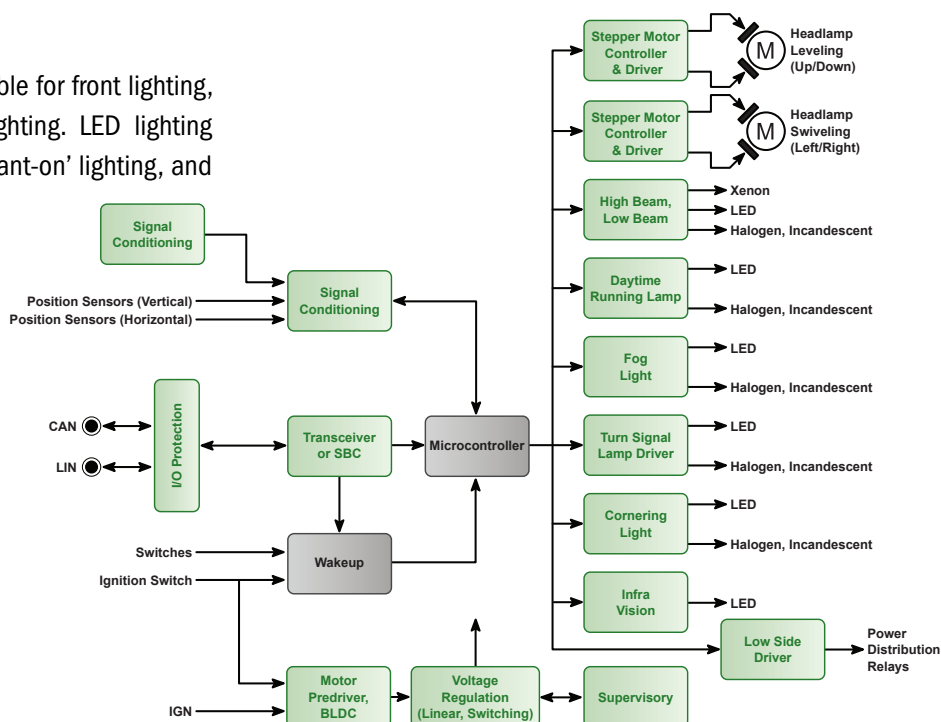 ble for front lighting,
ghting. LED lighting
ant-on’ lighting, and
Stepper Motor
Controller
& Driver
M
Headlamp
Leveling
(Up/Down)
Stepper Motor
Controller
& Driver
M
Headlamp
Swiveling
(Left/Right)
High Beam,
Low Beam
Xenon
LED
Halogen, Incandescent
Signal
Conditioning
Signal
Conditioning
Position Sensors (Vertical)
Position Sensors (Horizontal)
Daytime
Running Lamp
LED
Halogen, Incandescent
Fog
Light
LED
Halogen, Incandescent
CAN
LIN
I/O Protection
Transceiver
or SBC
Microcontroller
Turn Signal
Lamp Driver
LED
Halogen, Incandescent
Cornering
Light
LED
Halogen, Incandescent
Switches
Ignition Switch
Wakeup
Infra
Vision
LED
Low Side
Driver
Power
Distribution
Relays
IGN
Motor
Predriver,
BLDC
Voltage
Regulation
(Linear, Switching)
Supervisory